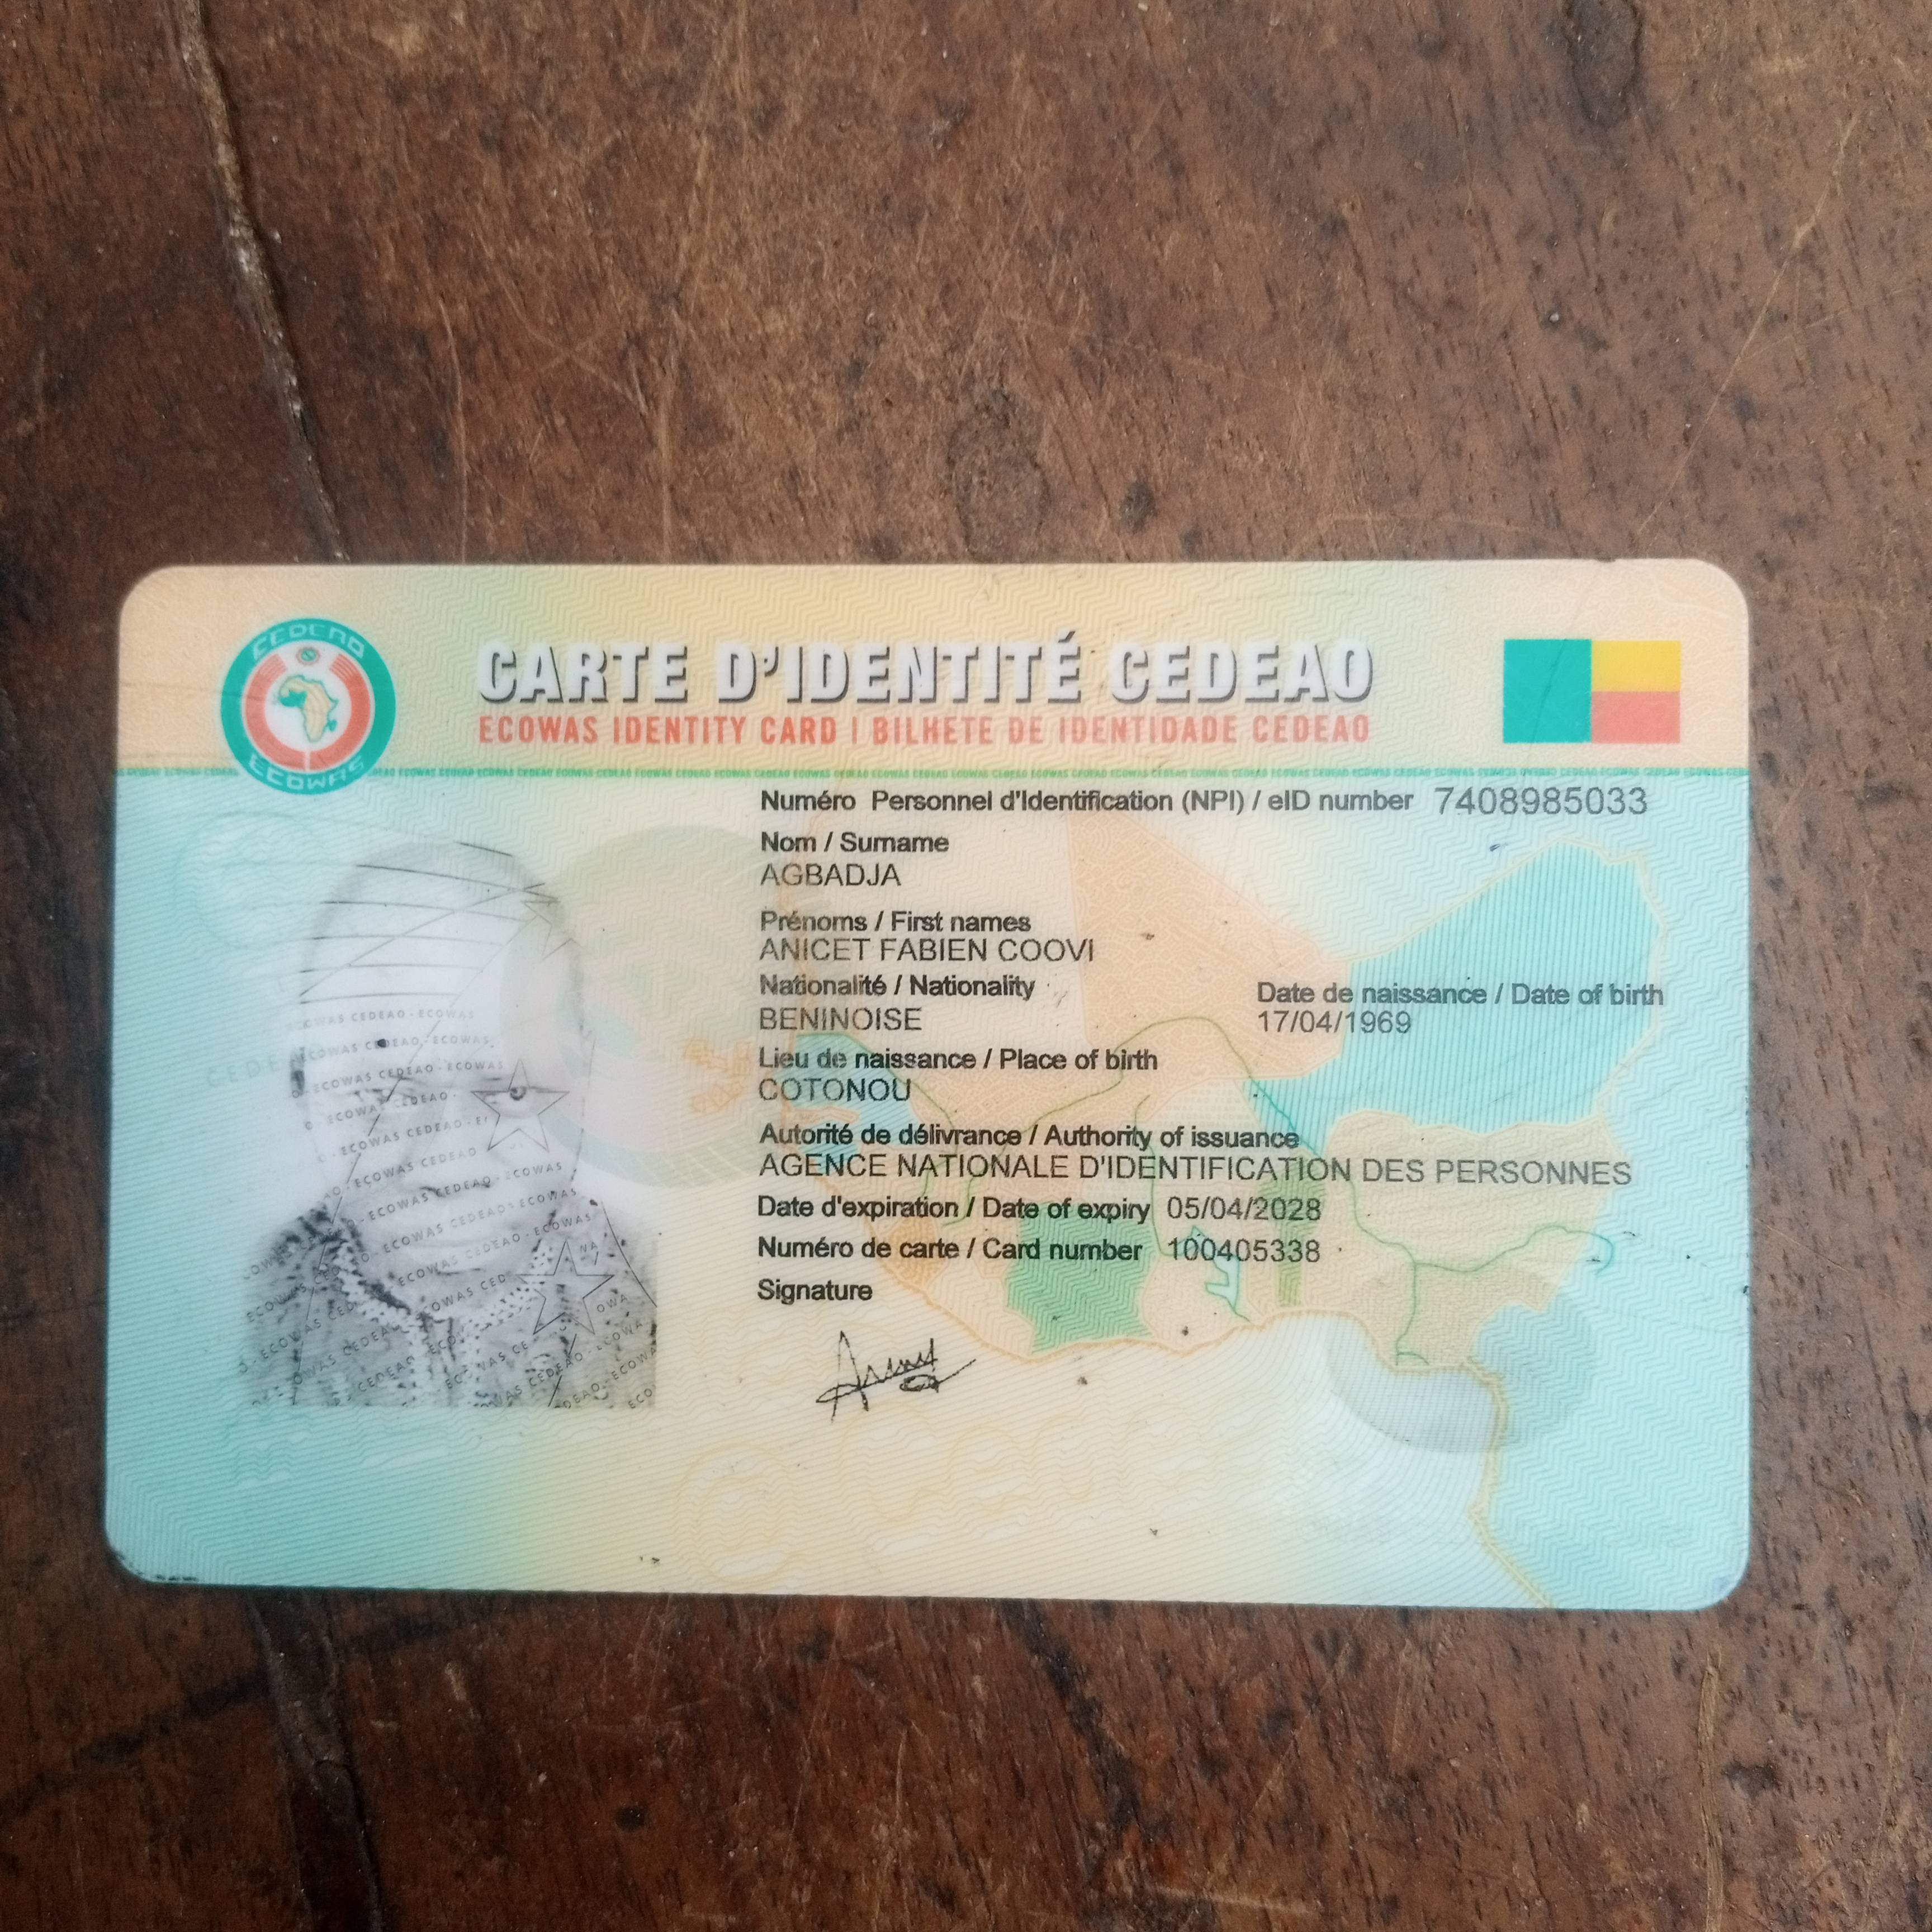 CEDEAO
ECOWAS
CARTE D'IDENTITÉ CEDEAO
ECOWAS IDENTITY CARD | BILHETE DE IDENTIDADE CEDEAO
Numéro Personnel d'Identification (NPI) / eID number 7408985033
Nom / Surname
AGBADJA
Prénoms / First names
ANICET FABIEN COOVI
Nationalité / Nationality
BENINOISE
Date de naissance / Date of birth
17/04/1969
Lieu de naissance / Place of birth
COTONOU
Autorité de délivrance / Authority of issuance
AGENCE NATIONALE D'IDENTIFICATION DES PERSONNES
Date d'expiration / Date of expiry 05/04/2028
Numéro de carte / Card number 100405338
Signature